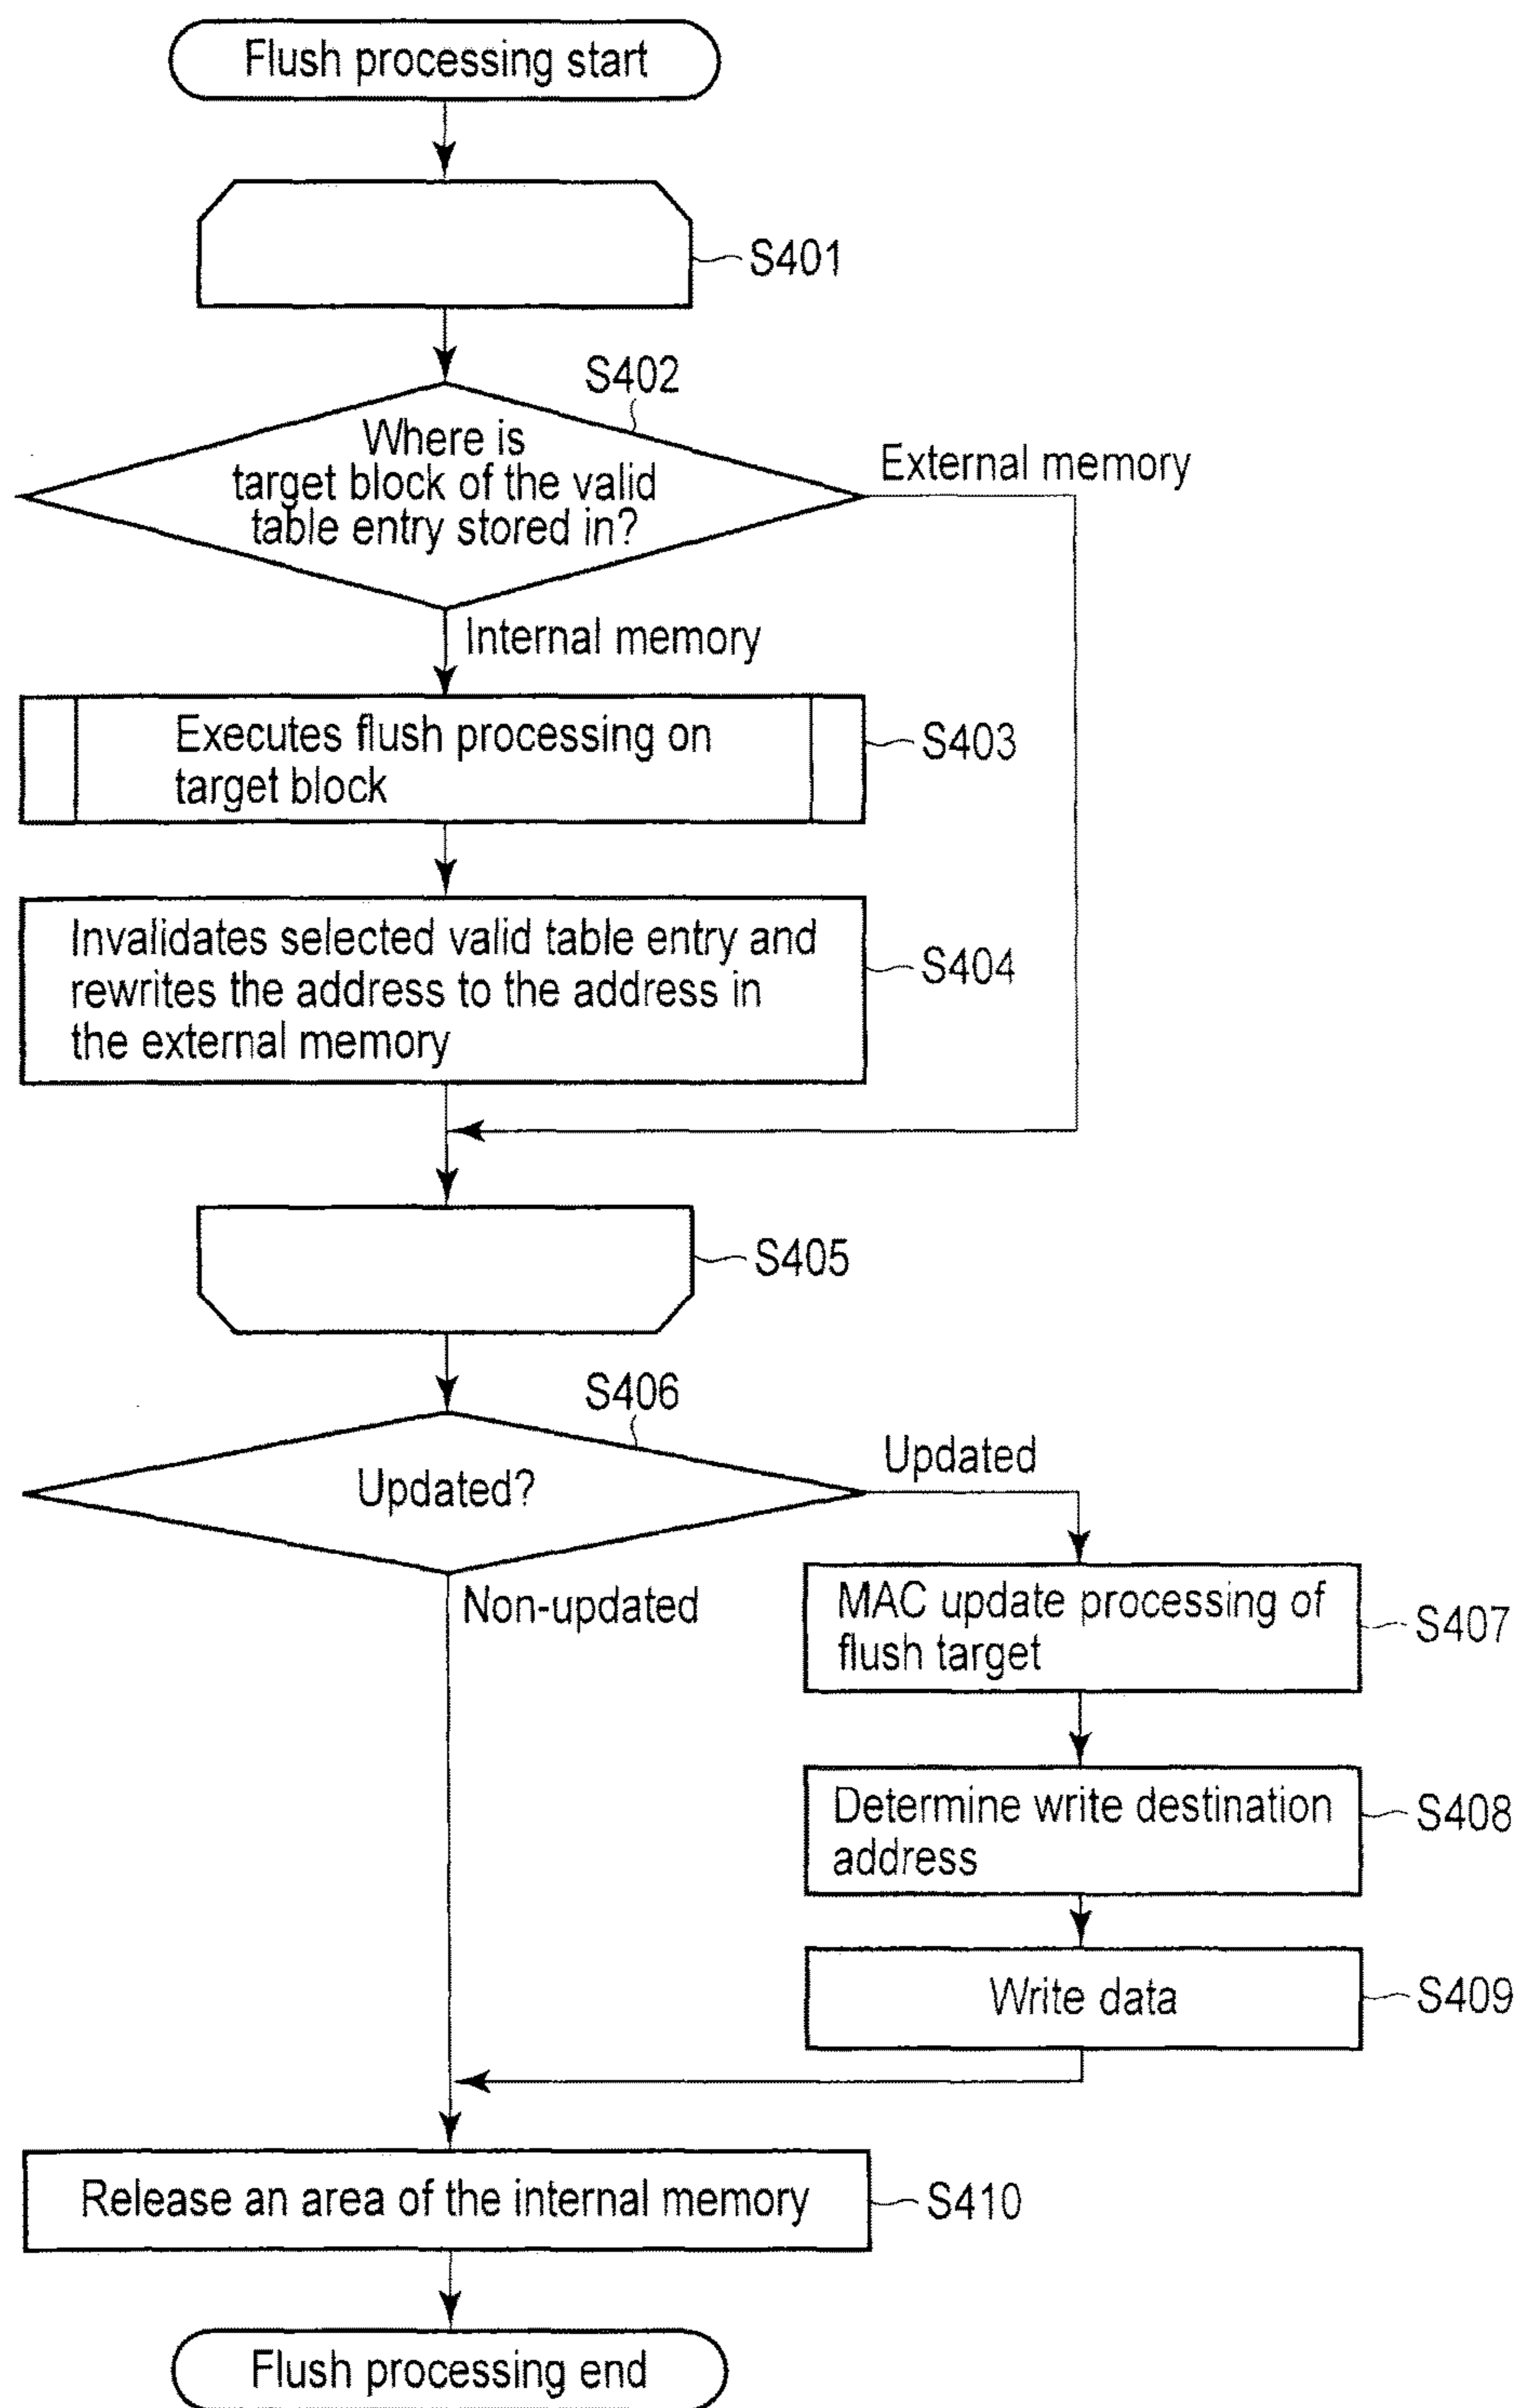 Flush processing start
S401
S402
Where is
target block of the valid
table entry stored in?
External memory
Internal memory
Executes flush processing on
target block
S403
Invalidates selected valid table entry and
rewrites the address to the address in
the external memory
S404
S405
S406
Updated?
Updated
Non-updated
MAC update processing of
flush target
S407
Determine write destination
address
S408
Write data
S409
Release an area of the internal memory
S410
Flush processing end